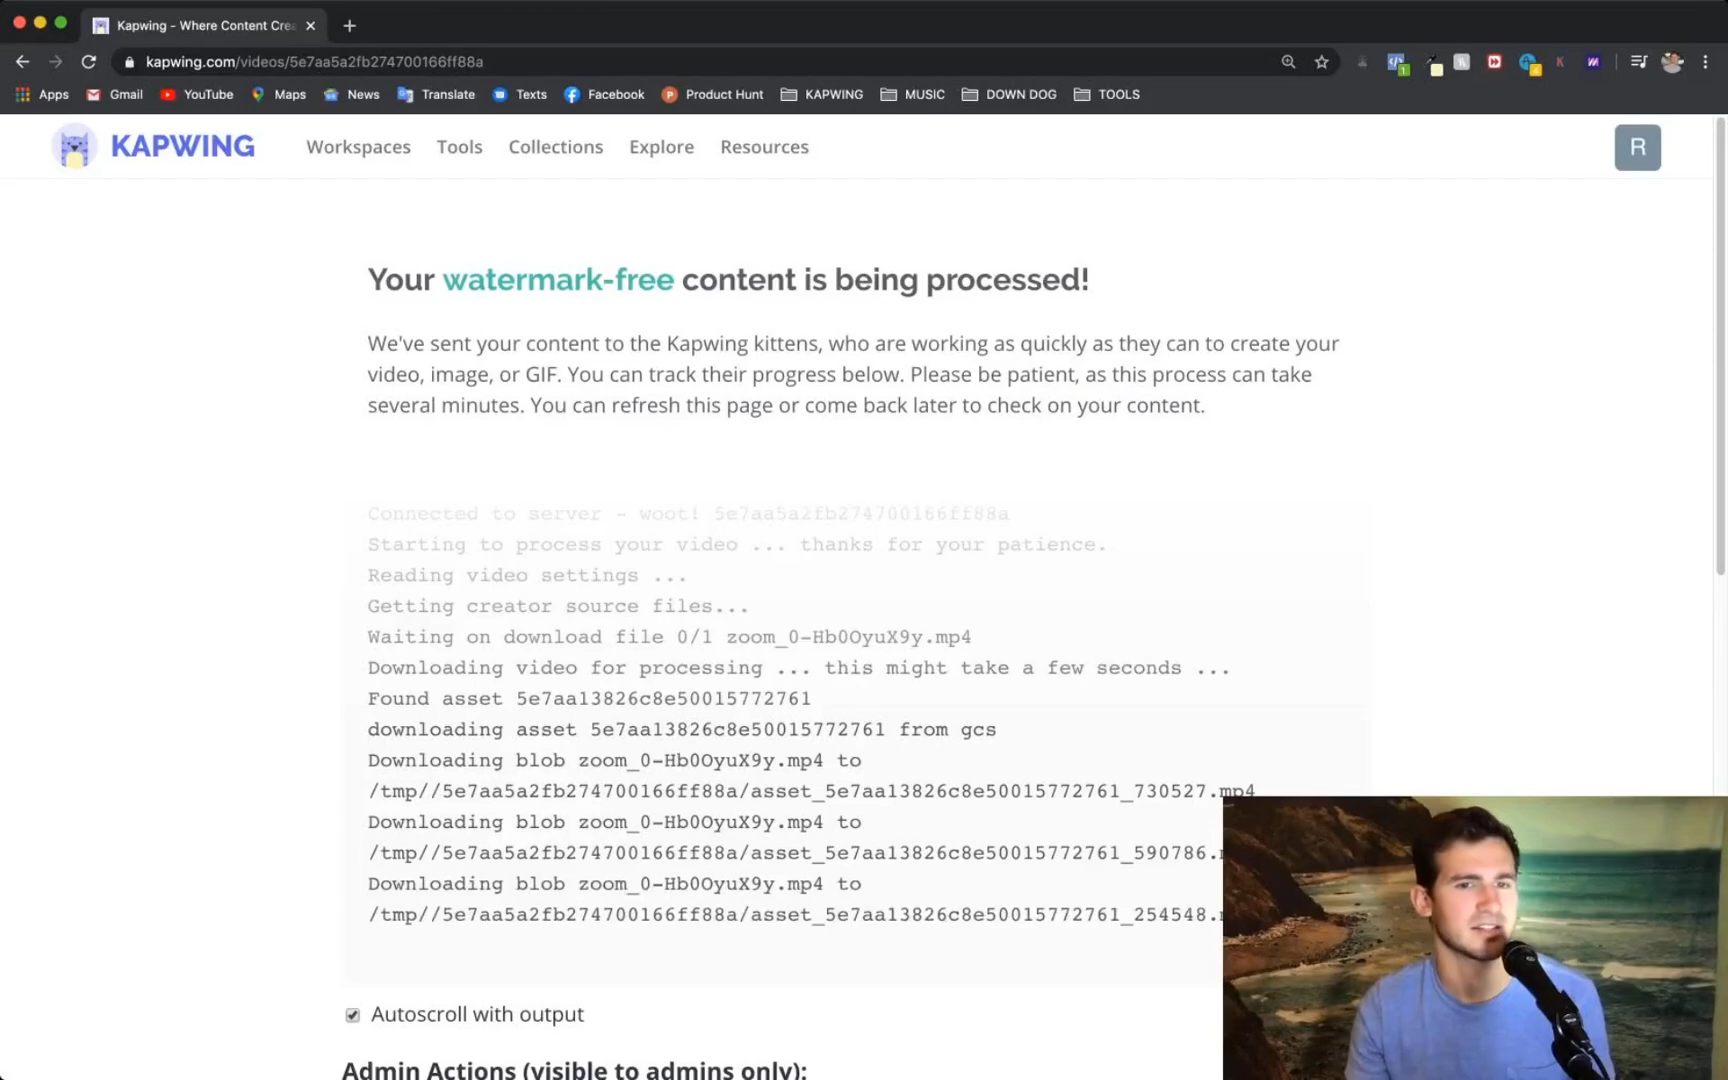 Kapwing - Where Content Crea
kapwing.com/videos/5e7aa5a2fb274700166ff88a
Apps Gmail YouTube Maps News Translate Texts Facebook Product Hunt KAPWING MUSIC DOWN DOG TOOLS
KAPWING Workspaces Tools Collections Explore Resources R
Your watermark-free content is being processed!
We've sent your content to the Kapwing kittens, who are working as quickly as they can to create your
video, image, or GIF. You can track their progress below. Please be patient, as this process can take
several minutes. You can refresh this page or come back later to check on your content.
Connected to server - woot! 5e7aa5a2fb274700166ff88a
Starting to process your video ... thanks for your patience.
Reading video settings ...
Getting creator source files...
Waiting on download file 0/1 zoom_0-Hb0OyuX9y.mp4
Downloading video for processing ... this might take a few seconds ...
Found asset 5e7aa13826c8e50015772761
downloading asset 5e7aa13826c8e50015772761 from gcs
Downloading blob zoom_0-Hb0OyuX9y.mp4 to
/tmp//5e7aa5a2fb274700166ff88a/asset_5e7aa13826c8e50015772761_730527.mp4
Downloading blob zoom_0-Hb0OyuX9y.mp4 to
/tmp//5e7aa5a2fb274700166ff88a/asset_5e7aa13826c8e50015772761_590786.
Downloading blob zoom_0-Hb0OyuX9y.mp4 to
/tmp//5e7aa5a2fb274700166ff88a/asset_5e7aa13826c8e50015772761_254548.
Autoscroll with output
Admin Actions (visible to admins only):